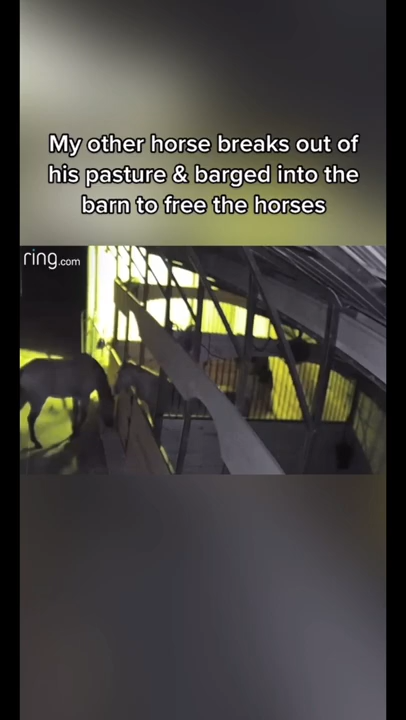 My other horse breaks out of
his pasture & barged into the
barn to free the horses
ring.com